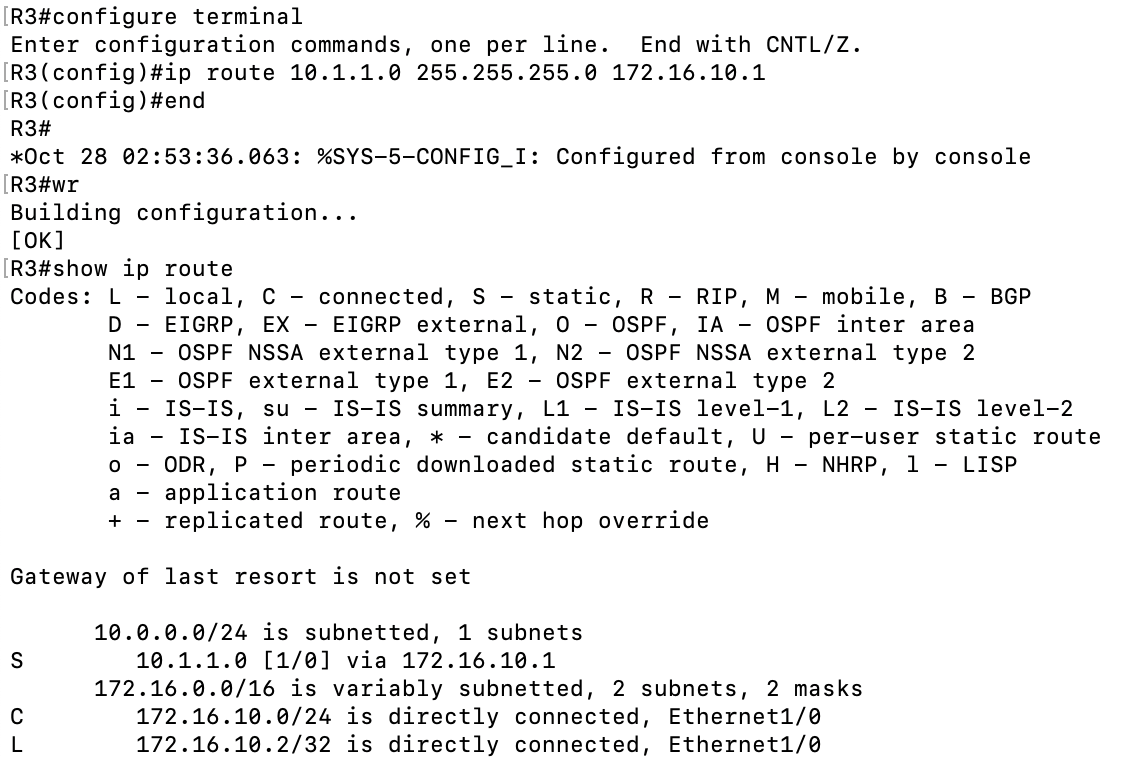 [R3#configure terminal
Enter configuration commands, one per line.  End with CNTL/Z.
[R3(config)#ip route 10.1.1.0 255.255.255.0 172.16.10.1
[R3(config)#end
R3#
*Oct 28 02:53:36.063: %SYS-5-CONFIG_I: Configured from console by console
[R3#wr
Building configuration...
[OK]
[R3#show ip route
Codes: L - local, C - connected, S - static, R - RIP, M - mobile, B - BGP
       D - EIGRP, EX - EIGRP external, O - OSPF, IA - OSPF inter area
       N1 - OSPF NSSA external type 1, N2 - OSPF NSSA external type 2
       E1 - OSPF external type 1, E2 - OSPF external type 2
       i - IS-IS, su - IS-IS summary, L1 - IS-IS level-1, L2 - IS-IS level-2
       ia - IS-IS inter area, * - candidate default, U - per-user static route
       o - ODR, P - periodic downloaded static route, H - NHRP, l - LISP
       a - application route
       + - replicated route, % - next hop override

Gateway of last resort is not set

      10.0.0.0/24 is subnetted, 1 subnets
S        10.1.1.0 [1/0] via 172.16.10.1
      172.16.0.0/16 is variably subnetted, 2 subnets, 2 masks
C        172.16.10.0/24 is directly connected, Ethernet1/0
L        172.16.10.2/32 is directly connected, Ethernet1/0